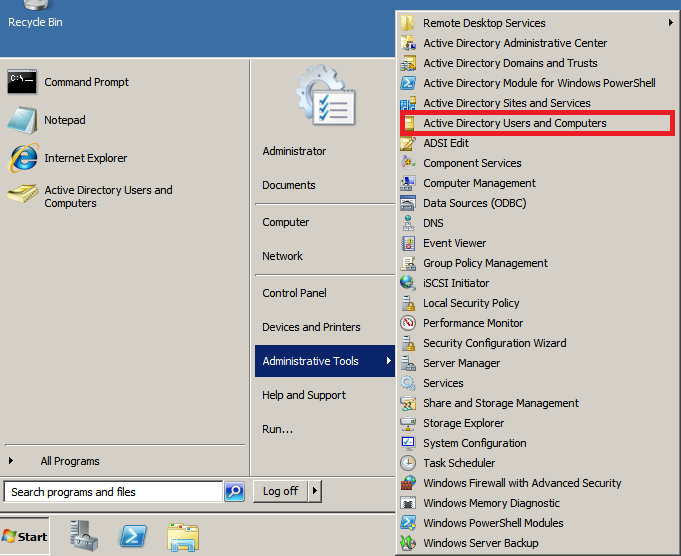 Recycle Bin
Command Prompt
Notepad
Internet Explorer
Active Directory Users and
Computers
All Programs
Search programs and files
Log off
Start
Administrator
Documents
Computer
Network
Control Panel
Devices and Printers
Administrative Tools
Help and Support
Run...
Remote Desktop Services
Active Directory Administrative Center
Active Directory Domains and Trusts
Active Directory Module for Windows PowerShell
Active Directory Sites and Services
Active Directory Users and Computers
ADSI Edit
Component Services
Computer Management
Data Sources (ODBC)
DNS
Event Viewer
Group Policy Management
iSCSI Initiator
Local Security Policy
Performance Monitor
Security Configuration Wizard
Server Manager
Services
Share and Storage Management
Storage Explorer
System Configuration
Task Scheduler
Windows Firewall with Advanced Security
Windows Memory Diagnostic
Windows PowerShell Modules
Windows Server Backup